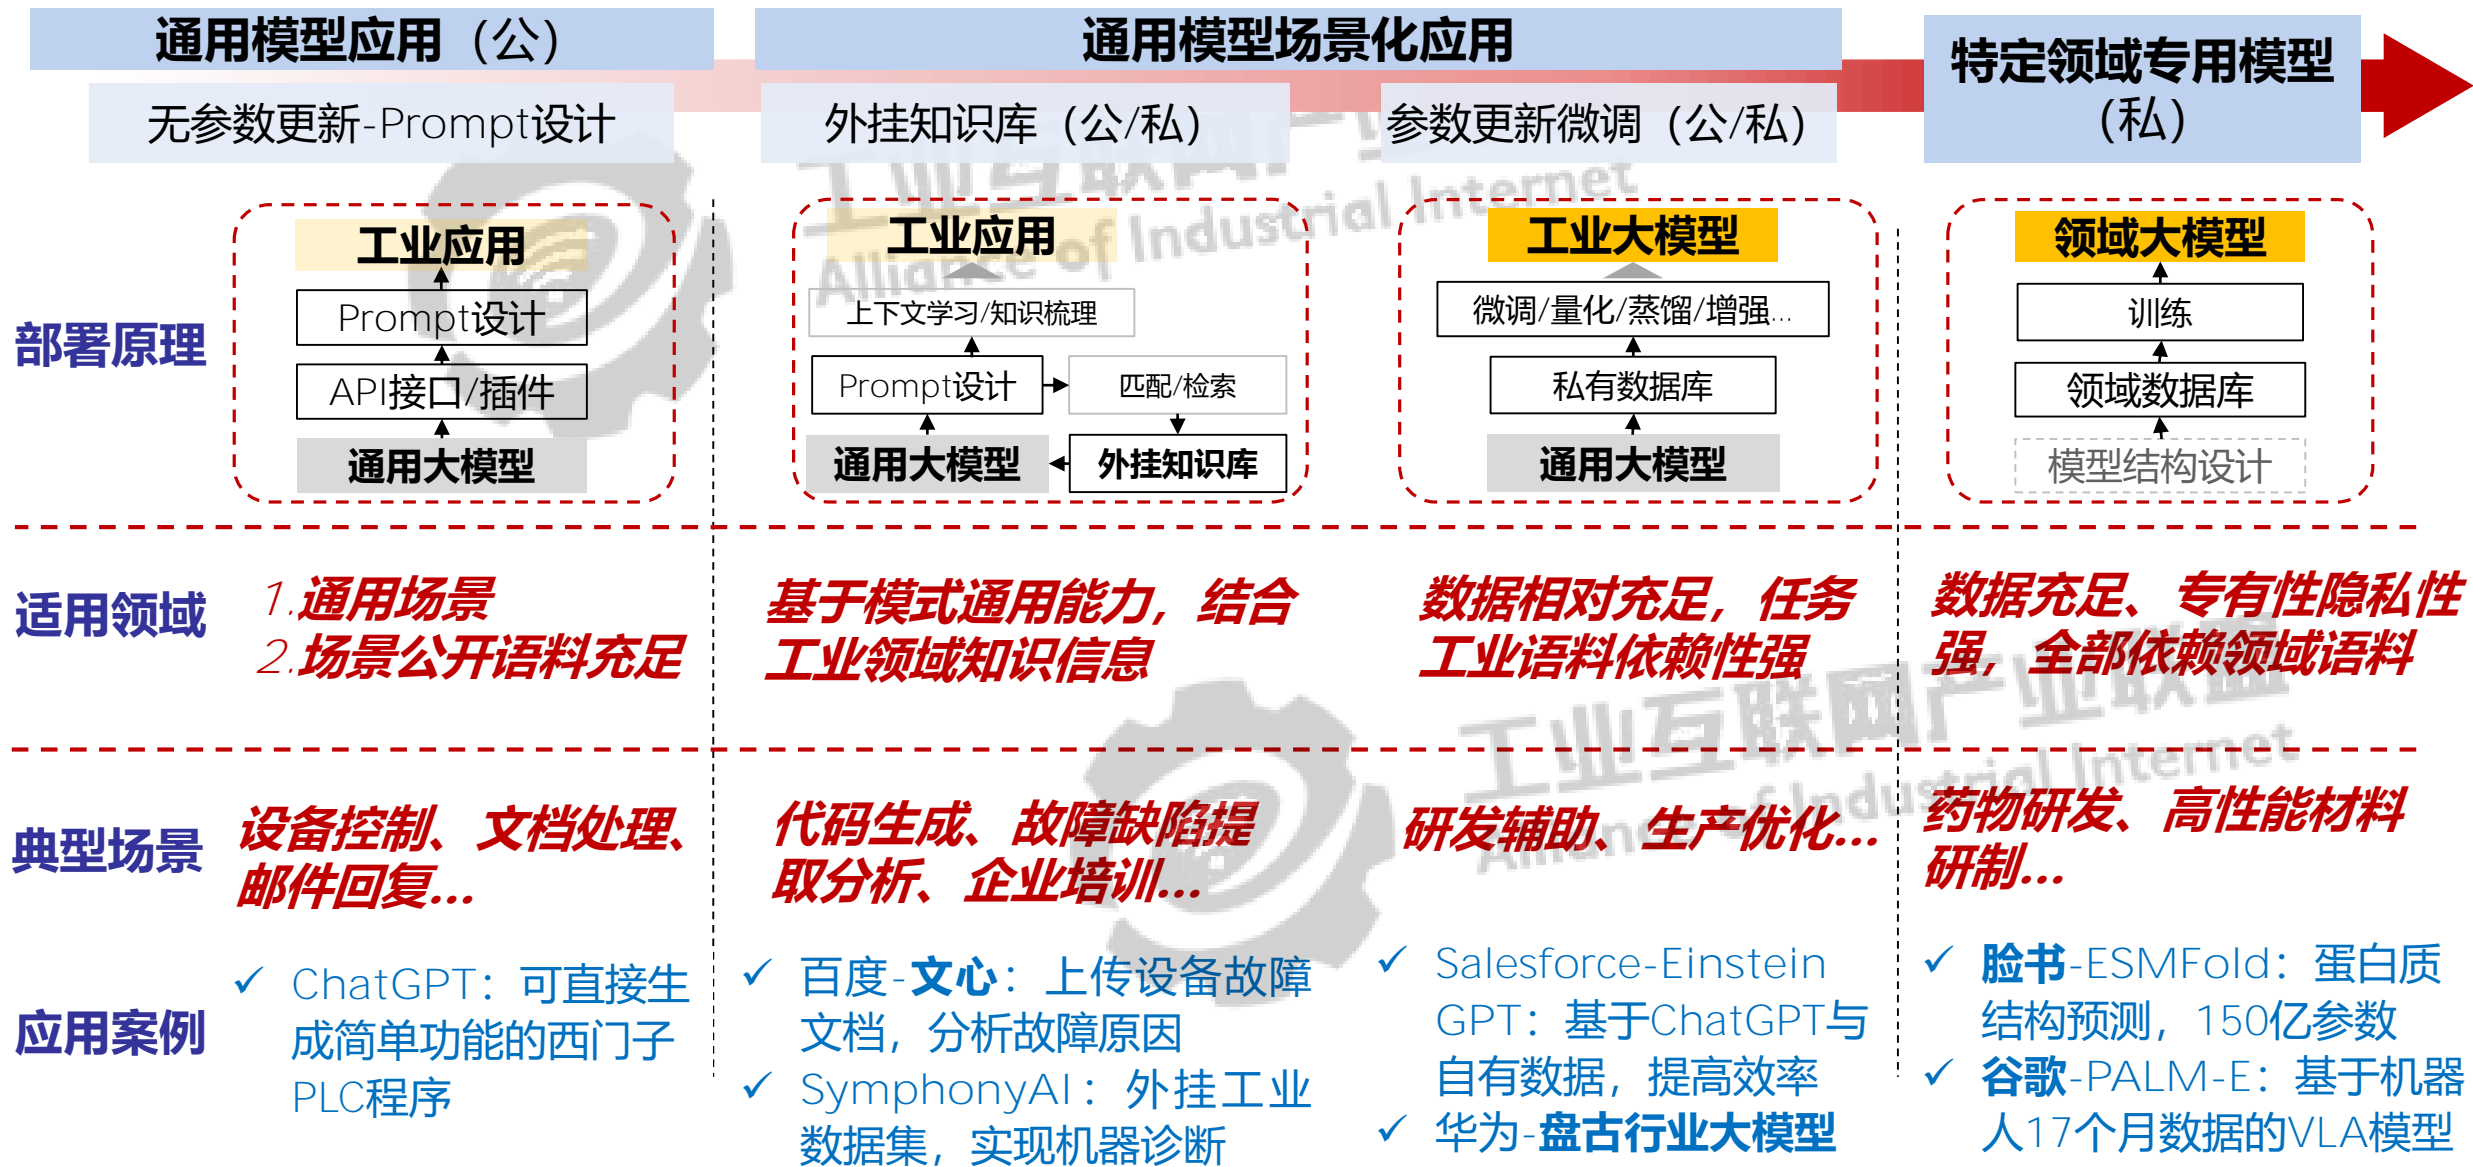 通用模型应用（公）
通用模型场景化应用
特定领域专用模型
（私）
无参数更新-Prompt设计
外挂知识库（公/私）
参数更新微调（公/私）
部署原理
工业应用
Prompt设计
API接口/插件
通用大模型
工业应用
上下文学习/知识梳理
Prompt设计
匹配/检索
通用大模型
外挂知识库
工业大模型
微调/量化/蒸馏/增强...
私有数据库
通用大模型
领域大模型
训练
领域数据库
模型结构设计
适用领域
1.通用场景
2.场景公开语料充足
基于模式通用能力，结合
工业领域知识信息
数据相对充足，任务
工业语料依赖性强
数据充足、专有性隐私性
强，全部依赖领域语料
典型场景
设备控制、文档处理、
邮件回复...
代码生成、故障缺陷提
取分析、企业培训...
研发辅助、生产优化...
药物研发、高性能材料
研制...
应用案例
✓ ChatGPT：可直接生
成简单功能的西门子
PLC程序
✓ 百度-文心：上传设备故障
文档，分析故障原因
✓ SymphonyAI：外挂工业
数据集，实现机器诊断
✓ Salesforce-Einstein
GPT：基于ChatGPT与
自有数据，提高效率
✓ 华为-盘古行业大模型
✓ 脸书-ESMFold：蛋白质
结构预测，150亿参数
✓ 谷歌-PALM-E：基于机器
人17个月数据的VLA模型
工业互联网产业联盟
Alliance of Industrial Internet